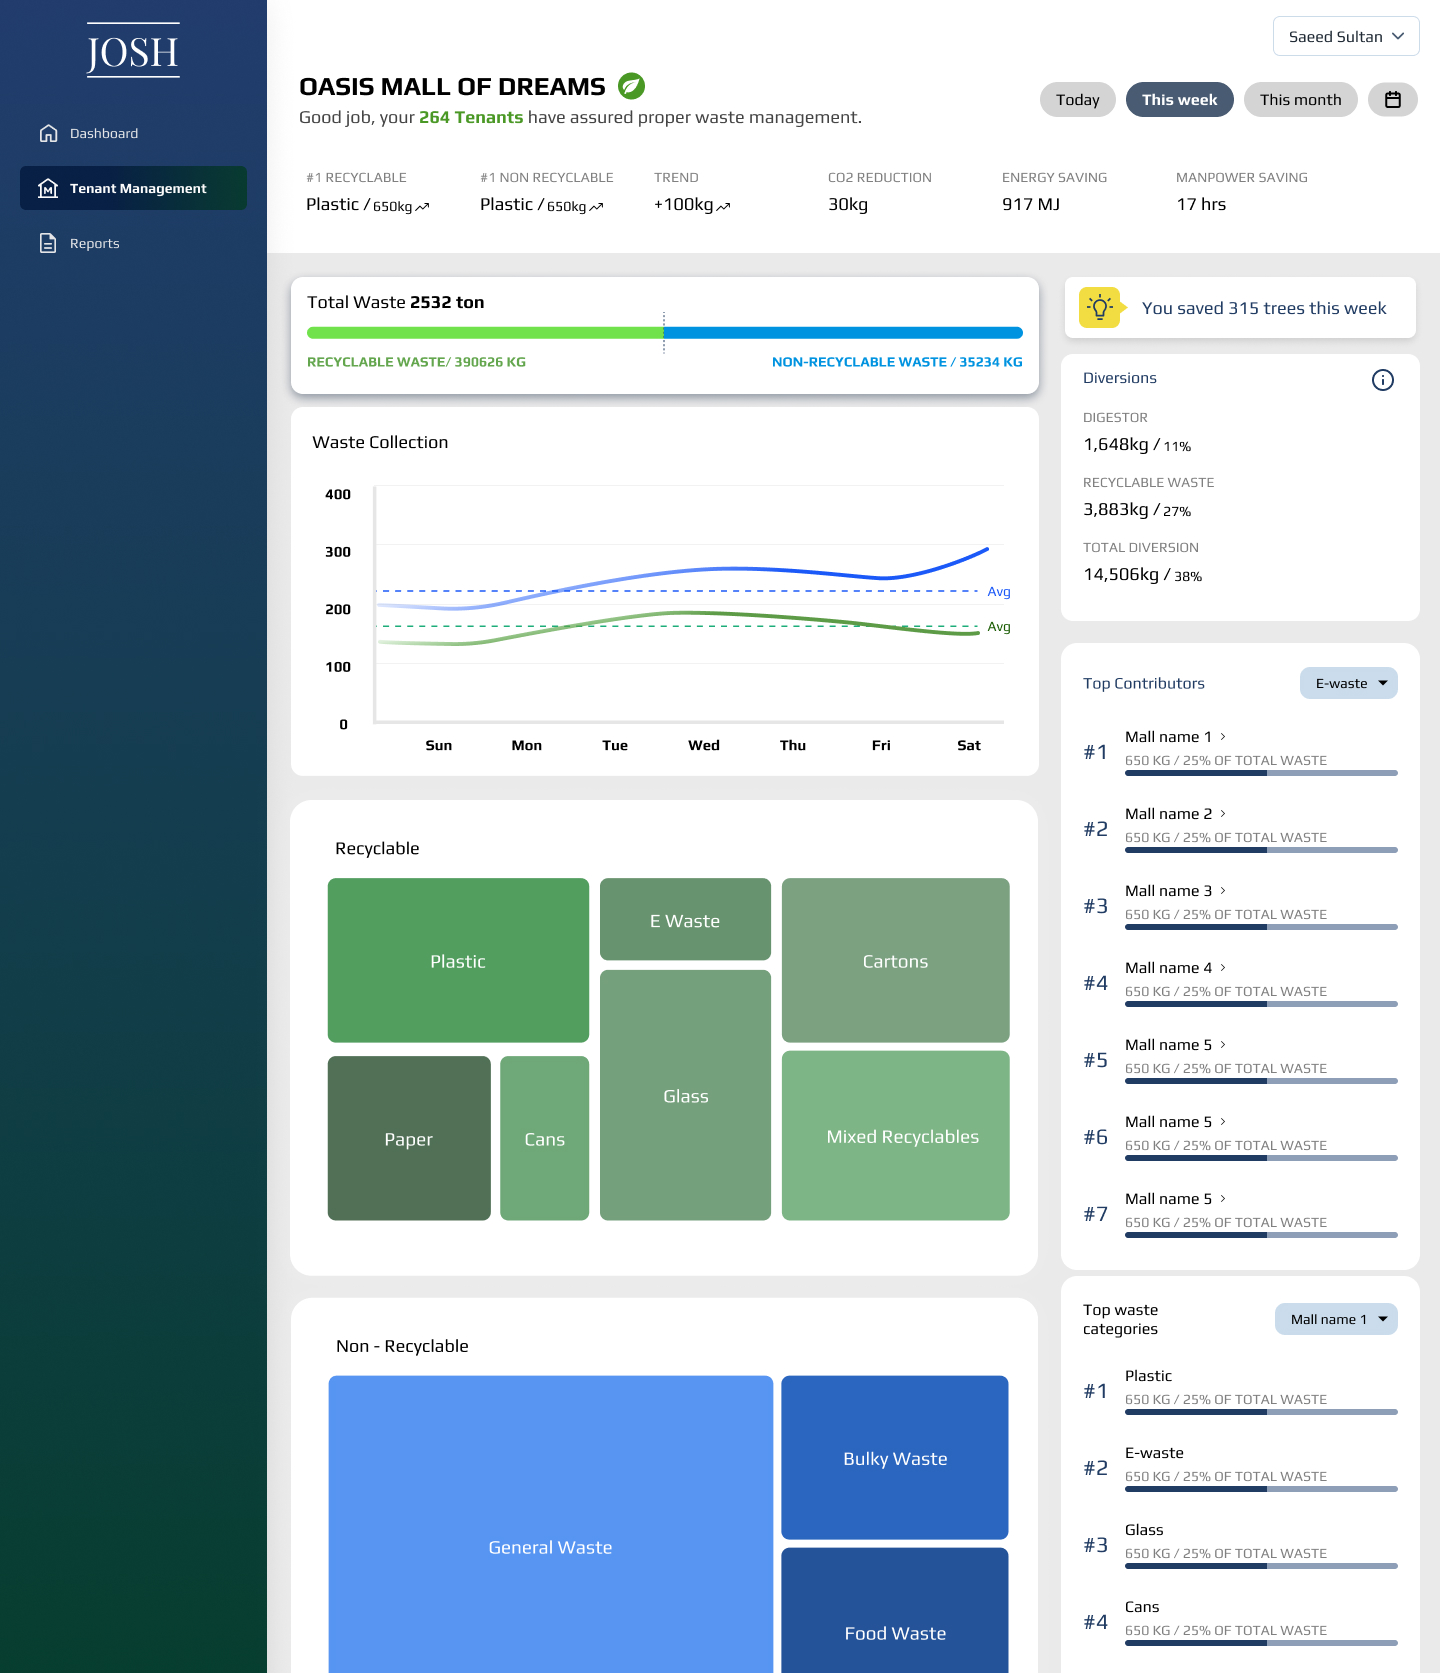 JOSH
Dashboard
Tenant Management
Reports
Saeed Sultan
OASIS MALL OF DREAMS
Good job, your 264 Tenants have assured proper waste management.
Today
This week
This month
#1 RECYCLABLE
Plastic / 650kg
#1 NON RECYCLABLE
Plastic / 650kg
TREND
+100kg
CO2 REDUCTION
30kg
ENERGY SAVING
917 MJ
MANPOWER SAVING
17 hrs
Total Waste 2532 ton
RECYCLABLE WASTE/ 390626 KG
NON-RECYCLABLE WASTE / 35234 KG
Waste Collection
400
300
200
100
0
Avg
Avg
Sun
Mon
Tue
Wed
Thu
Fri
Sat
Recyclable
Plastic
E Waste
Cartons
Paper
Cans
Glass
Mixed Recyclables
Non - Recyclable
General Waste
Bulky Waste
Food Waste
You saved 315 trees this week
Diversions
DIGESTOR
1,648kg / 11%
RECYCLABLE WASTE
3,883kg / 27%
TOTAL DIVERSION
14,506kg / 38%
Top Contributors
E-waste
#1
Mall name 1
650 KG / 25% OF TOTAL WASTE
#2
Mall name 2
650 KG / 25% OF TOTAL WASTE
#3
Mall name 3
650 KG / 25% OF TOTAL WASTE
#4
Mall name 4
650 KG / 25% OF TOTAL WASTE
#5
Mall name 5
650 KG / 25% OF TOTAL WASTE
#6
Mall name 5
650 KG / 25% OF TOTAL WASTE
#7
Mall name 5
650 KG / 25% OF TOTAL WASTE
Top waste
categories
Mall name 1
#1
Plastic
650 KG / 25% OF TOTAL WASTE
#2
E-waste
650 KG / 25% OF TOTAL WASTE
#3
Glass
650 KG / 25% OF TOTAL WASTE
#4
Cans
650 KG / 25% OF TOTAL WASTE